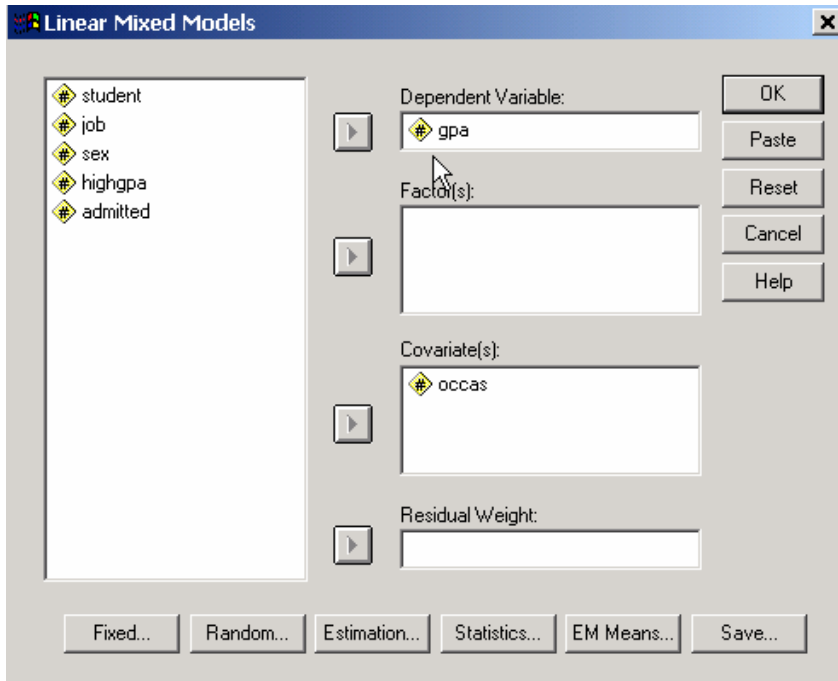 Linear Mixed Models
student
job
sex
highgpa
admitted
Dependent Variable:
gpa
Factor(s):
Covariate(s):
occas
Residual Weight:
OK
Paste
Reset
Cancel
Help
Fixed... Random... Estimation... Statistics... EM Means... Save...